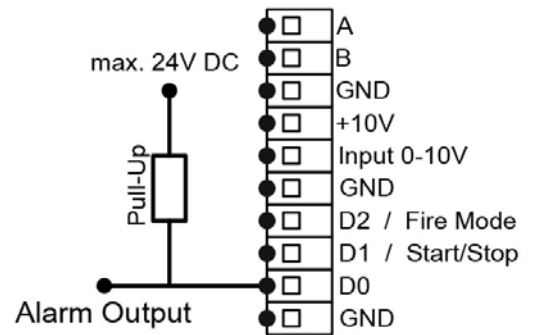 A
B
max. 24V DC
GND
+10V
Pull-Up
Input 0-10V
GND
D2 / Fire Mode
D1 / Start/Stop
D0
Alarm Output
GND